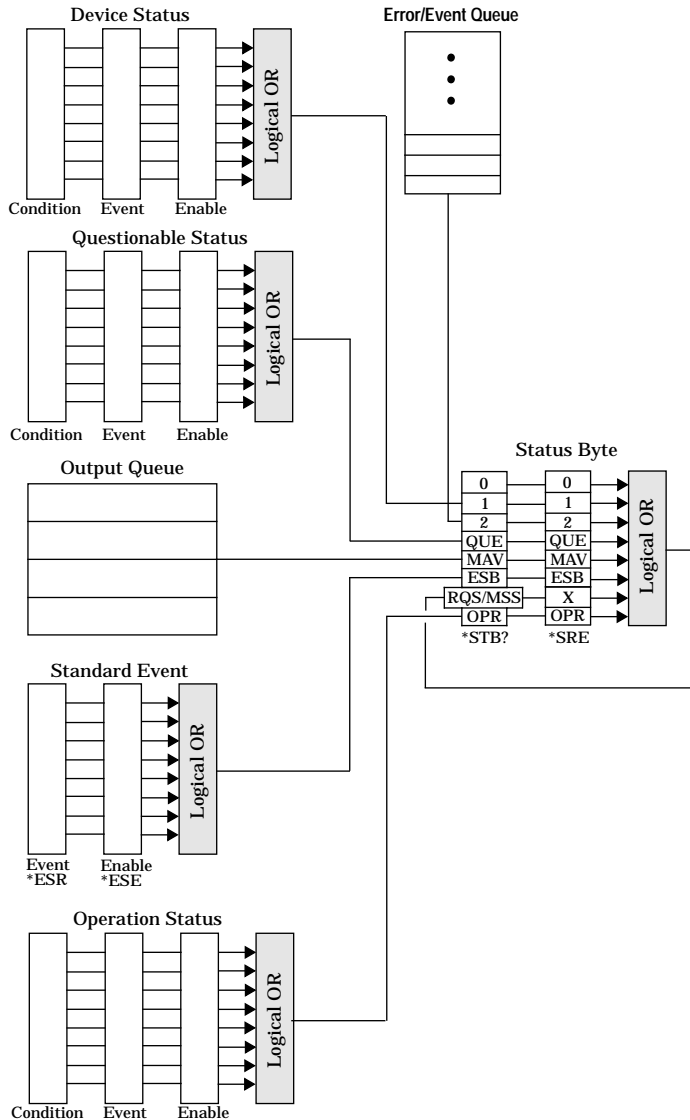 Device Status
Logical OR
Condition Event Enable
Error/Event Queue
Questionable Status
Logical OR
Condition Event Enable
Output Queue
Status Byte
0 0
1 1
2 2
QUE QUE
MAV MAV
ESB ESB
RQS/MSS X
OPR OPR
*STB? *SRE
Logical OR
Standard Event
Logical OR
Event Enable
*ESR *ESE
Operation Status
Logical OR
Condition Event Enable